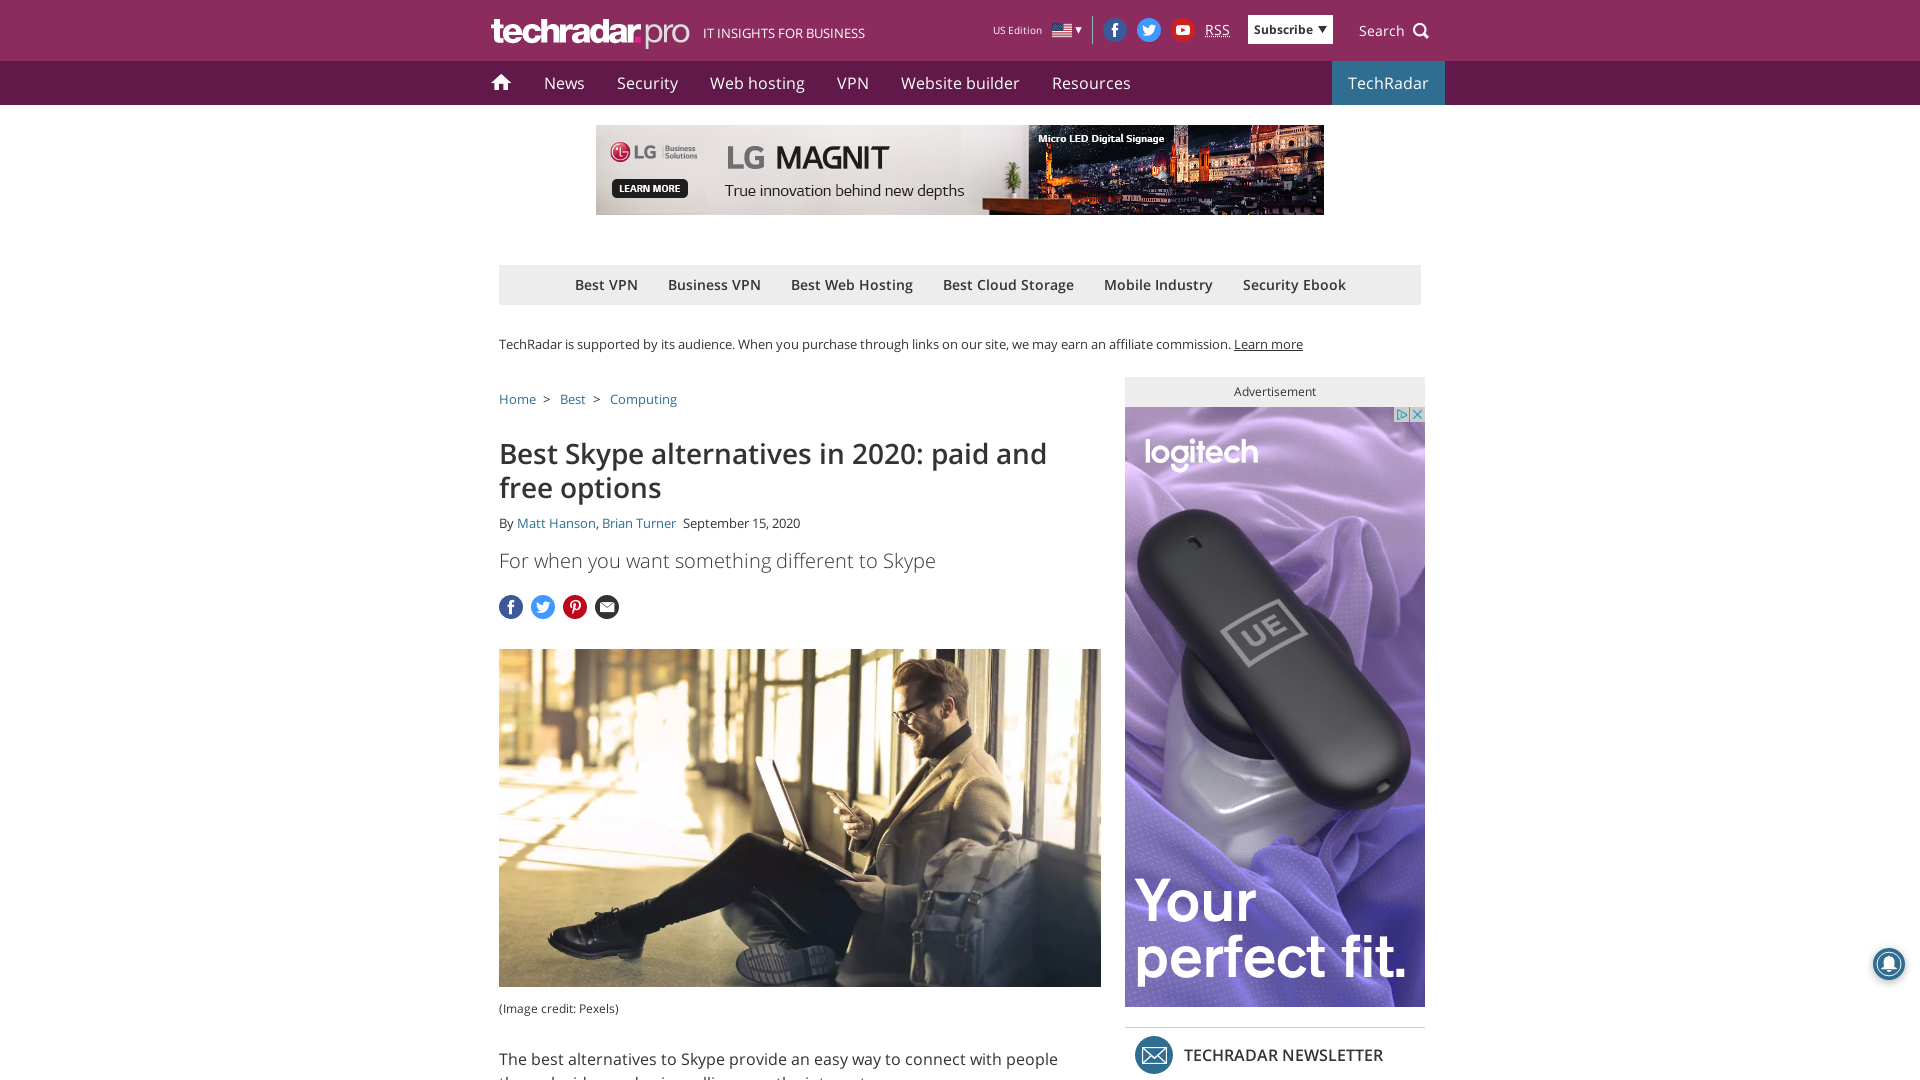 techradar.pro IT INSIGHTS FOR BUSINESS
US Edition ▼ RSS Subscribe ▼ Search
News Security Web hosting VPN Website builder Resources TechRadar
LG Business Solutions
LEARN MORE
LG MAGNIT
True innovation behind new depths
Micro LED Digital Signage
Best VPN Business VPN Best Web Hosting Best Cloud Storage Mobile Industry Security Ebook
TechRadar is supported by its audience. When you purchase through links on our site, we may earn an affiliate commission. Learn more
Home > Best > Computing
Best Skype alternatives in 2020: paid and
free options
By Matt Hanson, Brian Turner September 15, 2020
For when you want something different to Skype
(Image credit: Pexels)
The best alternatives to Skype provide an easy way to connect with people
Advertisement
logitech
UE
Your
perfect fit.
TECHRADAR NEWSLETTER